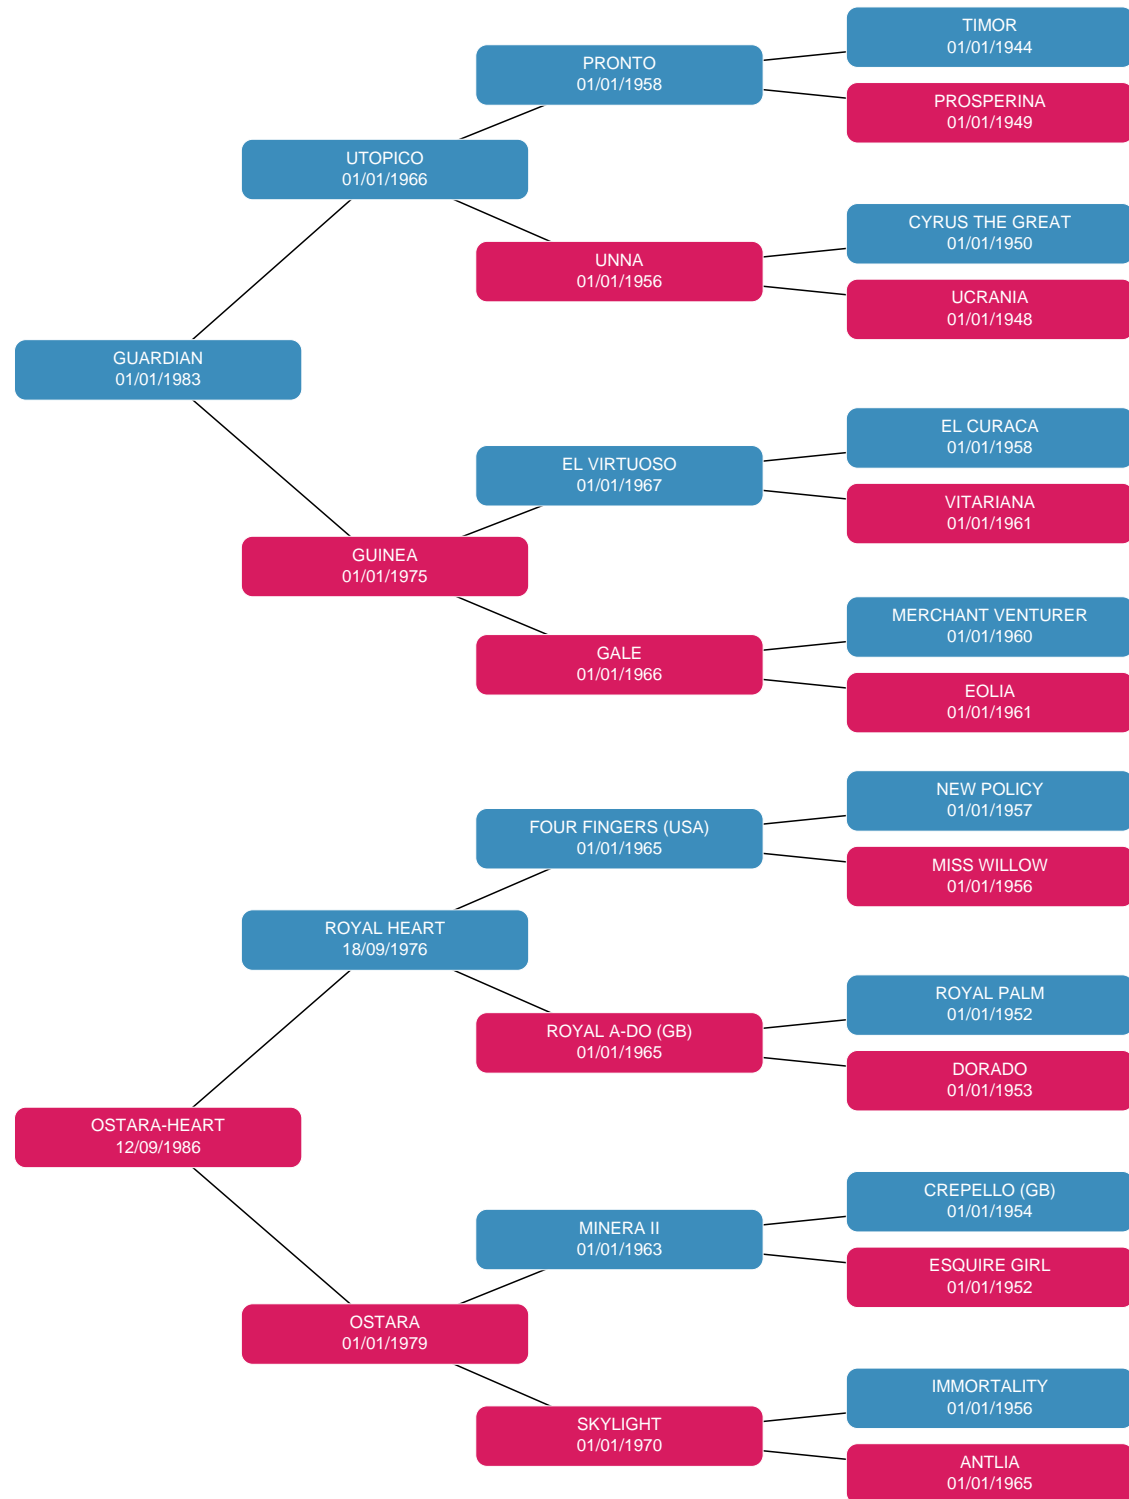 TIMOR
01/01/1944
PRONTO
01/01/1958
PROSPERINA
01/01/1949
UTOPICO
01/01/1966
CYRUS THE GREAT
01/01/1950
UNNA
01/01/1956
UCRANIA
01/01/1948
GUARDIAN
01/01/1983
EL CURACA
01/01/1958
EL VIRTUOSO
01/01/1967
VITARIANA
01/01/1961
GUINEA
01/01/1975
MERCHANT VENTURER
01/01/1960
GALE
01/01/1966
EOLIA
01/01/1961
NEW POLICY
01/01/1957
FOUR FINGERS (USA)
01/01/1965
MISS WILLOW
01/01/1956
ROYAL HEART
18/09/1976
ROYAL PALM
01/01/1952
ROYAL A-DO (GB)
01/01/1965
DORADO
01/01/1953
OSTARA-HEART
12/09/1986
CREPELLO (GB)
01/01/1954
MINERA II
01/01/1963
ESQUIRE GIRL
01/01/1952
OSTARA
01/01/1979
IMMORTALITY
01/01/1956
SKYLIGHT
01/01/1970
ANTLIA
01/01/1965